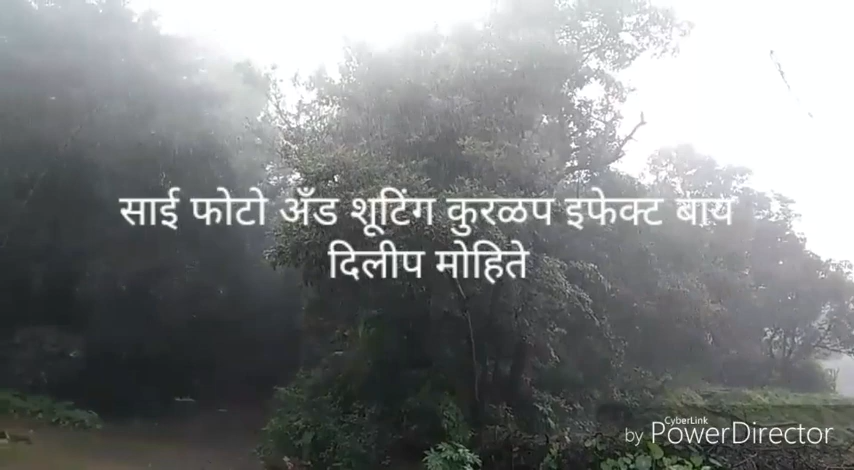 साई फोटो अँड शूटिंग कुरळप इफेक्ट बाय
दिलीप मोहिते
CyberLink
by PowerDirector